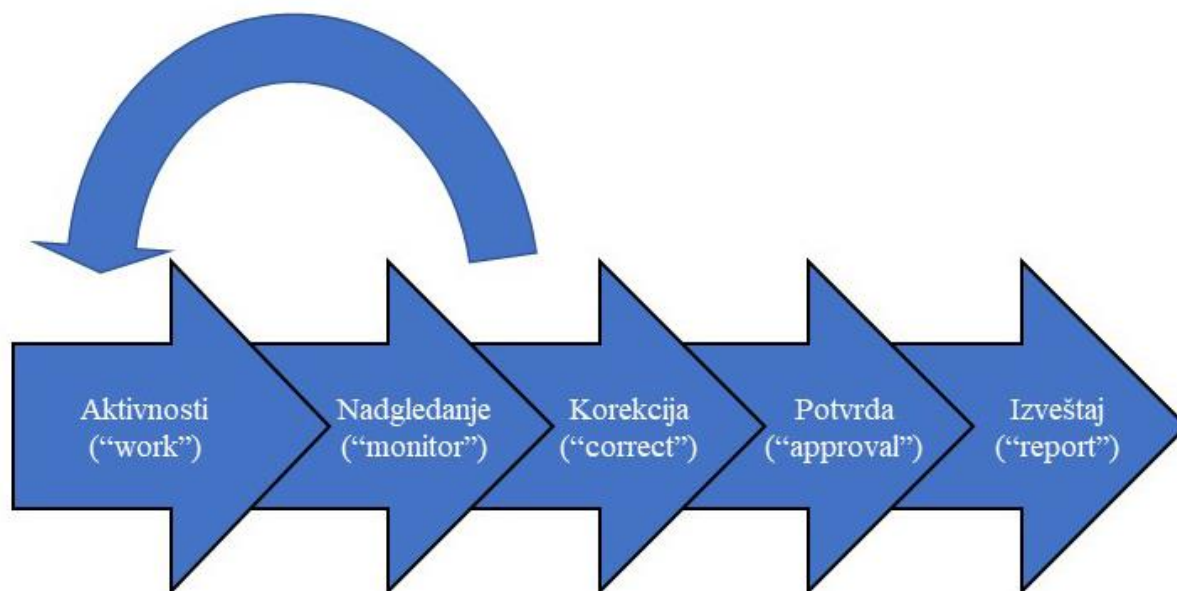 Aktivnosti
(“work”)
Nadgledanje
(“monitor”)
Korekcija
(“correct”)
Potvrda
(“approval”)
Izveštaj
(“report”)